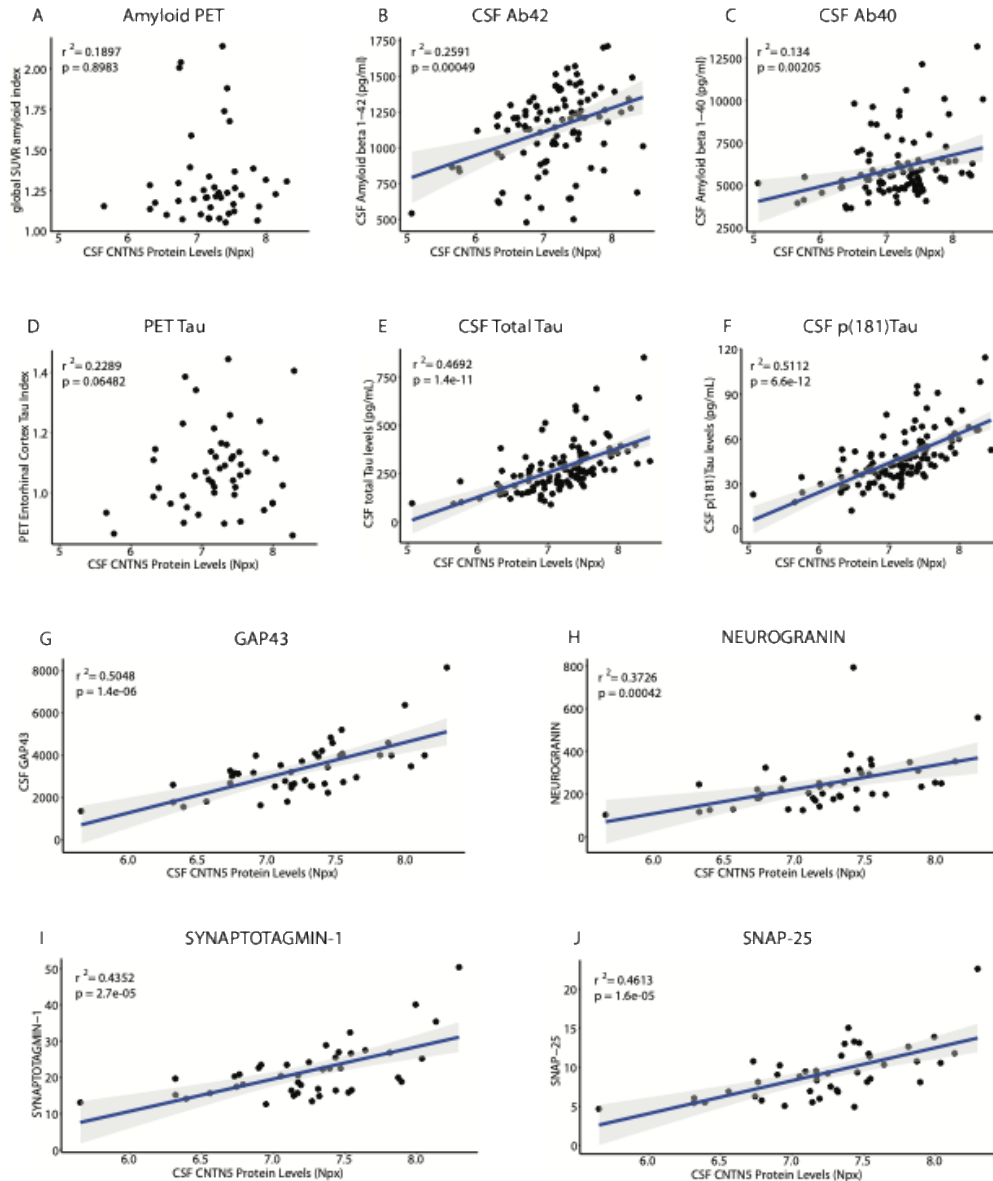 A Amyloid PET
r 2= 0.1897
p = 0.8983
global SUVR amyloid index
2.00
1.75
1.50
1.25
1.00
5 6 7 8
CSF CNTN5 Protein Levels (Npx)
B CSF Ab42
r 2= 0.2591
p = 0.00049
CSF Amyloid beta 1−42 (pg/ml)
1750
1500
1250
1000
750
500
5 6 7 8
CSF CNTN5 Protein Levels (Npx)
C CSF Ab40
r 2= 0.134
p = 0.00205
CSF Amyloid beta 1−40 (pg/ml)
12500
10000
7500
5000
2500
5 6 7 8
CSF CNTN5 Protein Levels (Npx)
D PET Tau
r 2= 0.2289
p = 0.06482
PET Entorhinal Cortex Tau Index
1.4
1.2
1.0
5 6 7 8
CSF CNTN5 Protein Levels (Npx)
E CSF Total Tau
r 2= 0.4692
p = 1.4e-11
CSF total Tau levels (pg/mL)
750
500
250
0
5 6 7 8
CSF CNTN5 Protein Levels (Npx)
F CSF p(181)Tau
r 2= 0.5112
p = 6.6e-12
CSF p(181)Tau levels (pg/mL)
120
90
60
30
0
5 6 7 8
CSF CNTN5 Protein Levels (Npx)
G GAP43
r 2= 0.5048
p = 1.4e-06
CSF GAP43
8000
6000
4000
2000
0
6.0 6.5 7.0 7.5 8.0
CSF CNTN5 Protein Levels (Npx)
H NEUROGRANIN
r 2= 0.3726
p = 0.00042
NEUROGRANIN
800
600
400
200
0
6.0 6.5 7.0 7.5 8.0
CSF CNTN5 Protein Levels (Npx)
I SYNAPTOTAGMIN-1
r 2= 0.4352
p = 2.7e-05
SYNAPTOTAGMIN−1
50
40
30
20
10
0
6.0 6.5 7.0 7.5 8.0
CSF CNTN5 Protein Levels (Npx)
J SNAP-25
r 2= 0.4613
p = 1.6e-05
SNAP−25
20
15
10
5
0
6.0 6.5 7.0 7.5 8.0
CSF CNTN5 Protein Levels (Npx)